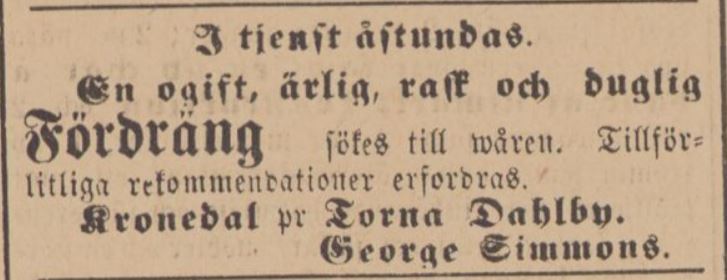 I tjenst åstundas.
En ogift, ärlig, rask och duglig
Fördräng sökes till wåren. Tillför-
litliga rekommendationer erfordras.
Kronedal pr Torna Dahlby.
George Simmons.